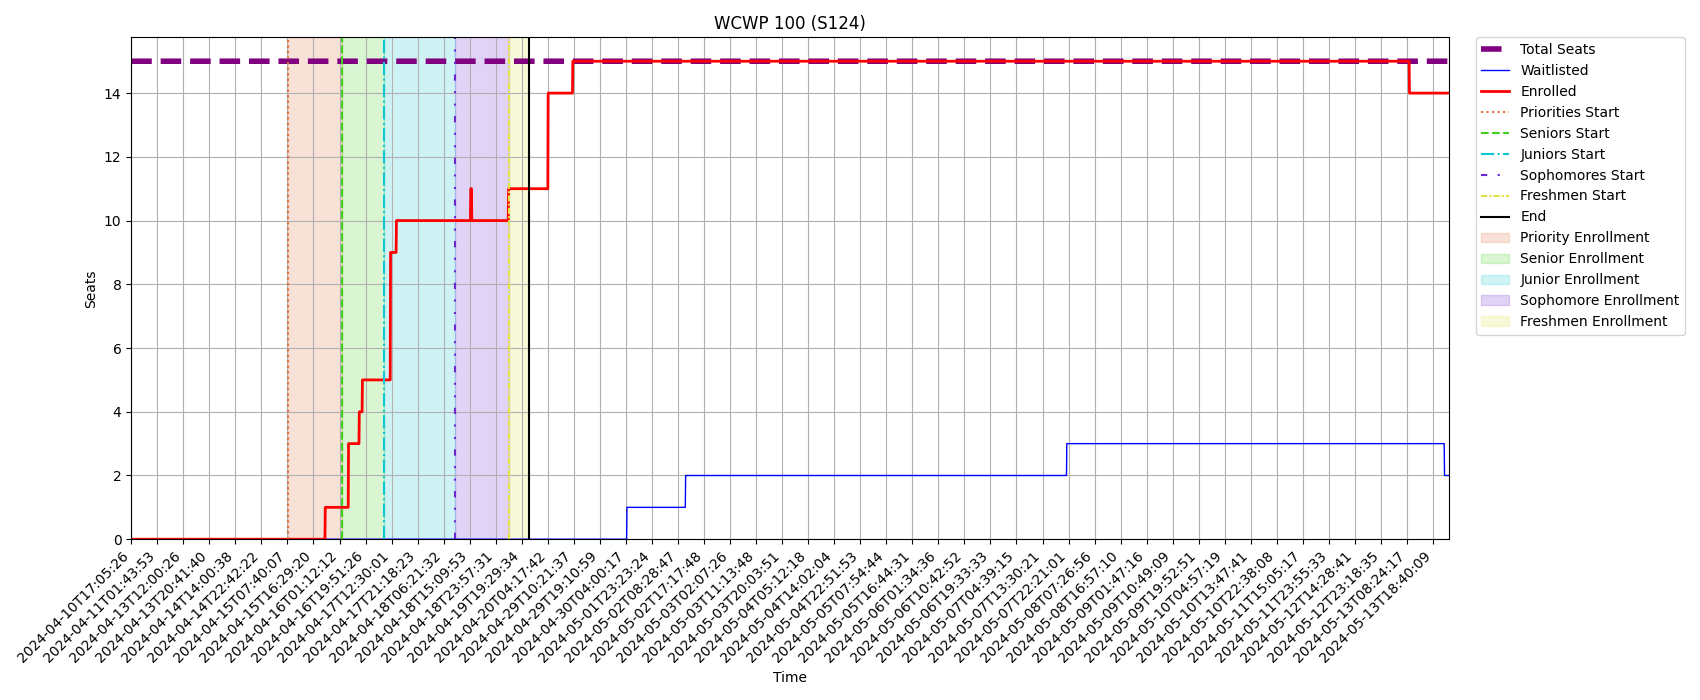 WCWP 100 (S124)
Total Seats
Waitlisted
Enrolled
Priorities Start
Seniors Start
Juniors Start
Sophomores Start
Freshmen Start
End
Priority Enrollment
Senior Enrollment
Junior Enrollment
Sophomore Enrollment
Freshmen Enrollment
Seats
14
12
10
8
6
4
2
0
2024-04-10T17:05:26
2024-04-11T01:43:53
2024-04-13T02:00:26
2024-04-13T20:41:40
2024-04-14T14:00:38
2024-04-14T22:42:22
2024-04-15T07:40:07
2024-04-15T16:29:20
2024-04-16T01:12:12
2024-04-16T19:51:26
2024-04-17T12:30:01
2024-04-17T21:18:23
2024-04-18T06:21:32
2024-04-18T15:09:53
2024-04-18T23:57:31
2024-04-19T19:29:34
2024-04-20T04:17:42
2024-04-29T10:21:37
2024-04-29T19:10:59
2024-04-30T04:00:17
2024-05-01T23:23:24
2024-05-02T08:28:47
2024-05-02T17:17:48
2024-05-03T02:07:26
2024-05-03T11:13:48
2024-05-03T20:03:51
2024-05-04T05:12:18
2024-05-04T14:02:04
2024-05-04T22:51:53
2024-05-05T07:54:44
2024-05-05T16:44:31
2024-05-06T01:34:36
2024-05-06T10:42:52
2024-05-06T19:33:33
2024-05-07T04:39:15
2024-05-07T13:30:21
2024-05-07T22:21:01
2024-05-08T07:26:56
2024-05-08T16:57:10
2024-05-09T01:47:16
2024-05-09T10:49:09
2024-05-09T19:52:51
2024-05-10T04:57:19
2024-05-10T13:47:41
2024-05-10T22:38:08
2024-05-11T15:05:17
2024-05-11T23:55:33
2024-05-12T14:28:41
2024-05-12T23:18:35
2024-05-13T08:24:17
2024-05-13T18:40:09
Time